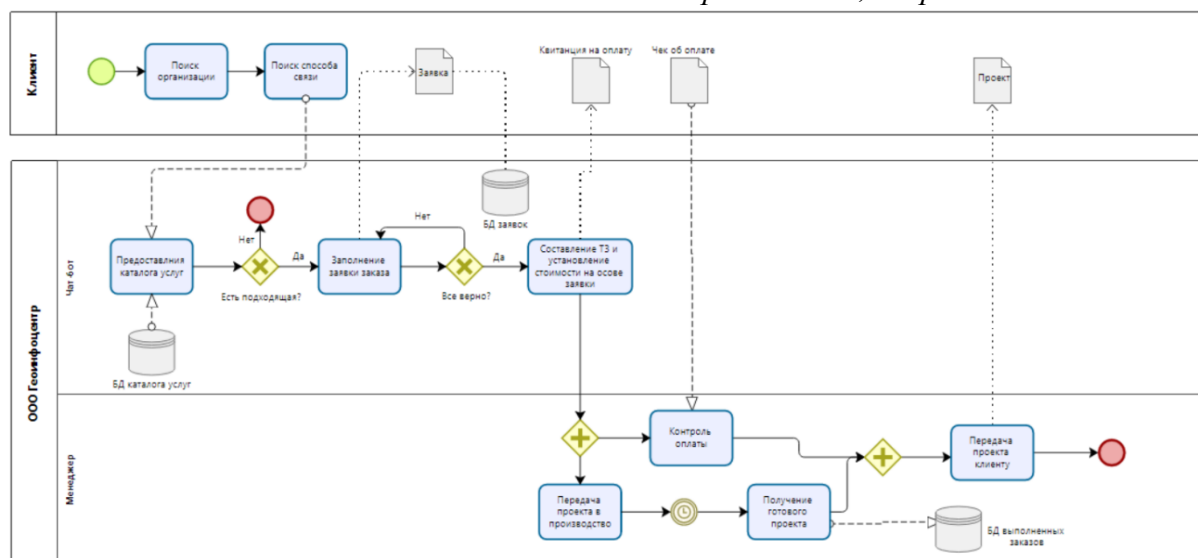 Клиент
Поиск
организации
Поиск способа
связи
Заявка
Квитанция на оплату
Чек об оплате
Проект
ООО Геоинфоцентр
Чат-бот
БД заявок
Нет
Нет
Предоставлния
каталога услуг
Да
Заполнение
заявки заказа
Да
Составление ТЗ и
установление
стоимости на осове
заявки
Есть подходящая?
Все верно?
БД каталога услуг
Менеджер
Контроль
оплаты
Передача
проекта
клиенту
Передача
проекта в
производство
Получение
готового
проекта
БД выполненных
заказов